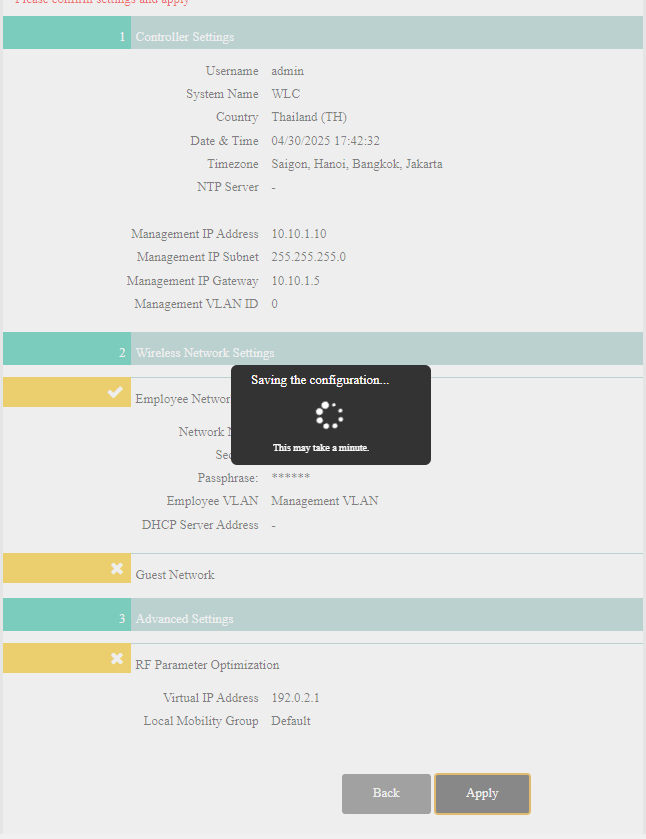 Please confirm settings and apply
1 Controller Settings
Username admin
System Name WLC
Country Thailand (TH)
Date & Time 04/30/2025 17:42:32
Timezone Saigon, Hanoi, Bangkok, Jakarta
NTP Server -
Management IP Address 10.10.1.10
Management IP Subnet 255.255.255.0
Management IP Gateway 10.10.1.5
Management VLAN ID 0
2 Wireless Network Settings
Employee Networ
Saving the configuration...
This may take a minute.
Network
Passphrase: ******
Employee VLAN Management VLAN
DHCP Server Address -
Guest Network
3 Advanced Settings
RF Parameter Optimization
Virtual IP Address 192.0.2.1
Local Mobility Group Default
Back Apply